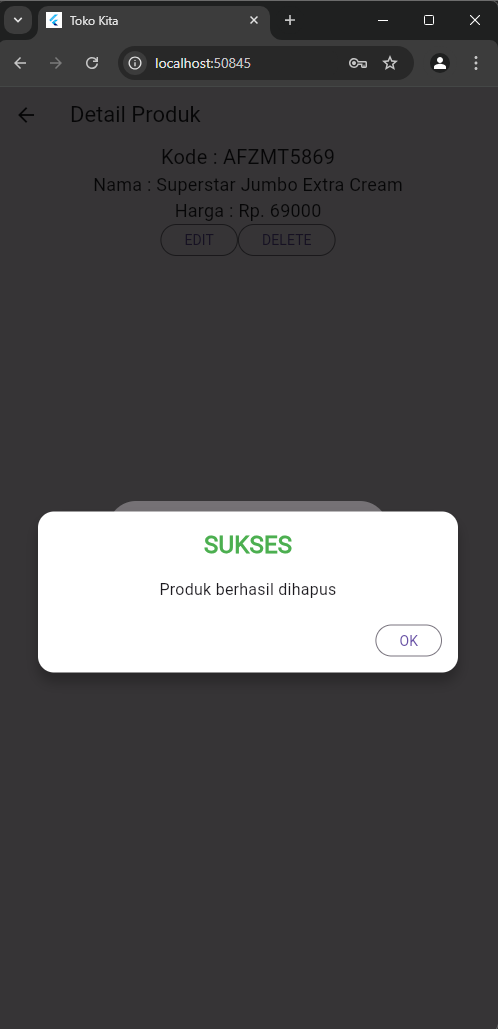 Toko Kita
localhost:50845
Detail Produk
Kode : AFZMT5869
Nama : Superstar Jumbo Extra Cream
Harga : Rp. 69000
EDIT DELETE
SUKSES
Produk berhasil dihapus
OK